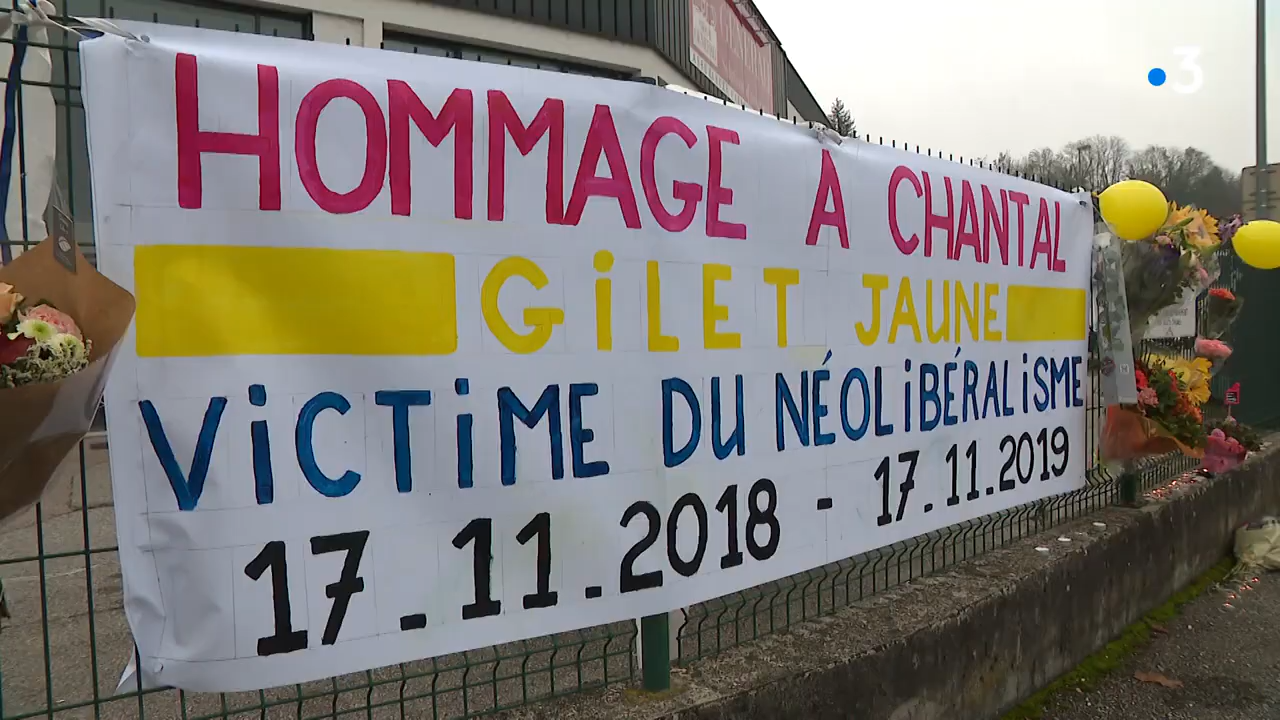 HOMMAGE A CHANTAL
GiLET JAUNE
ViCTiME DU NÉOLiBÉRALiSME
17.11.2018 - 17.11.2019
3